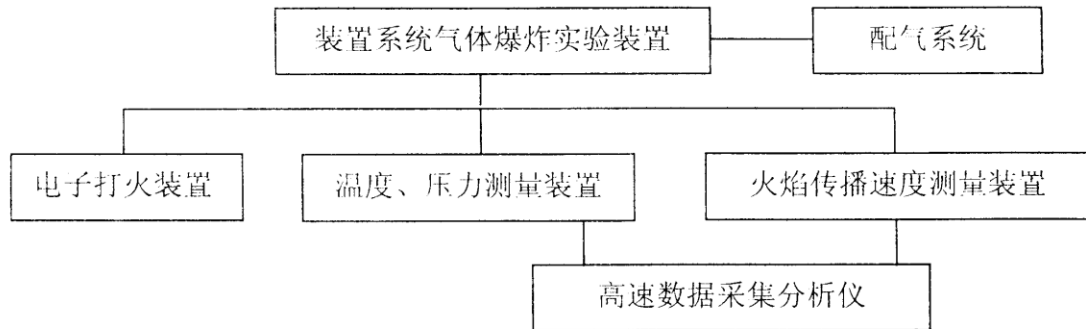 装置系统气体爆炸实验装置
配气系统
电子打火装置
温度、压力测量装置
火焰传播速度测量装置
高速数据采集分析仪